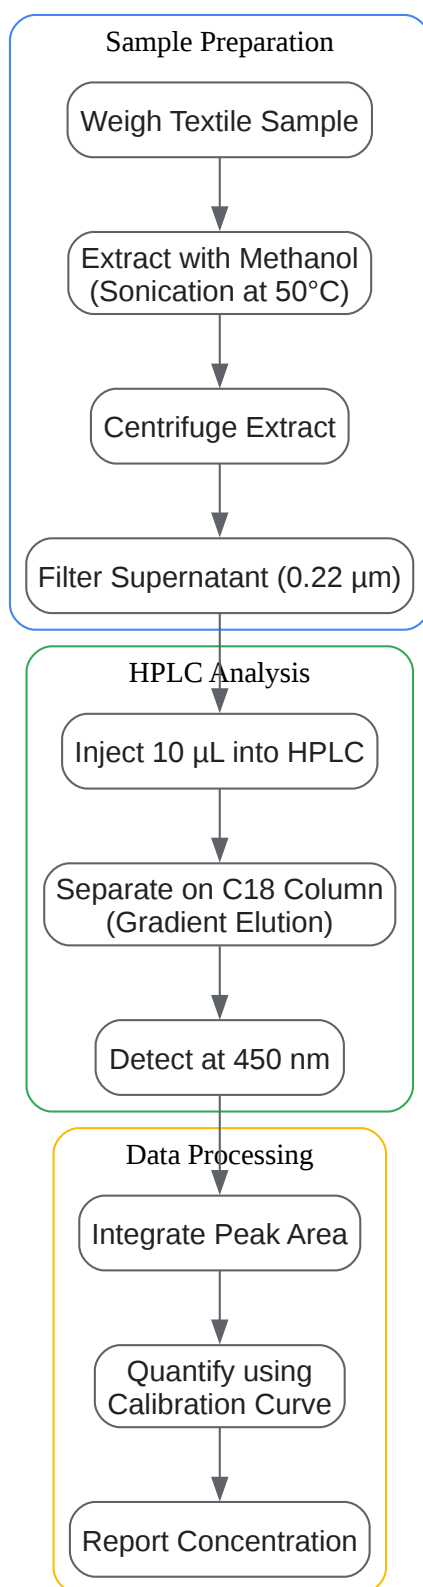 Sample Preparation
Weigh Textile Sample
Extract with Methanol
(Sonication at 50°C)
Centrifuge Extract
Filter Supernatant (0.22 µm)
HPLC Analysis
Inject 10 µL into HPLC
Separate on C18 Column
(Gradient Elution)
Detect at 450 nm
Data Processing
Integrate Peak Area
Quantify using
Calibration Curve
Report Concentration